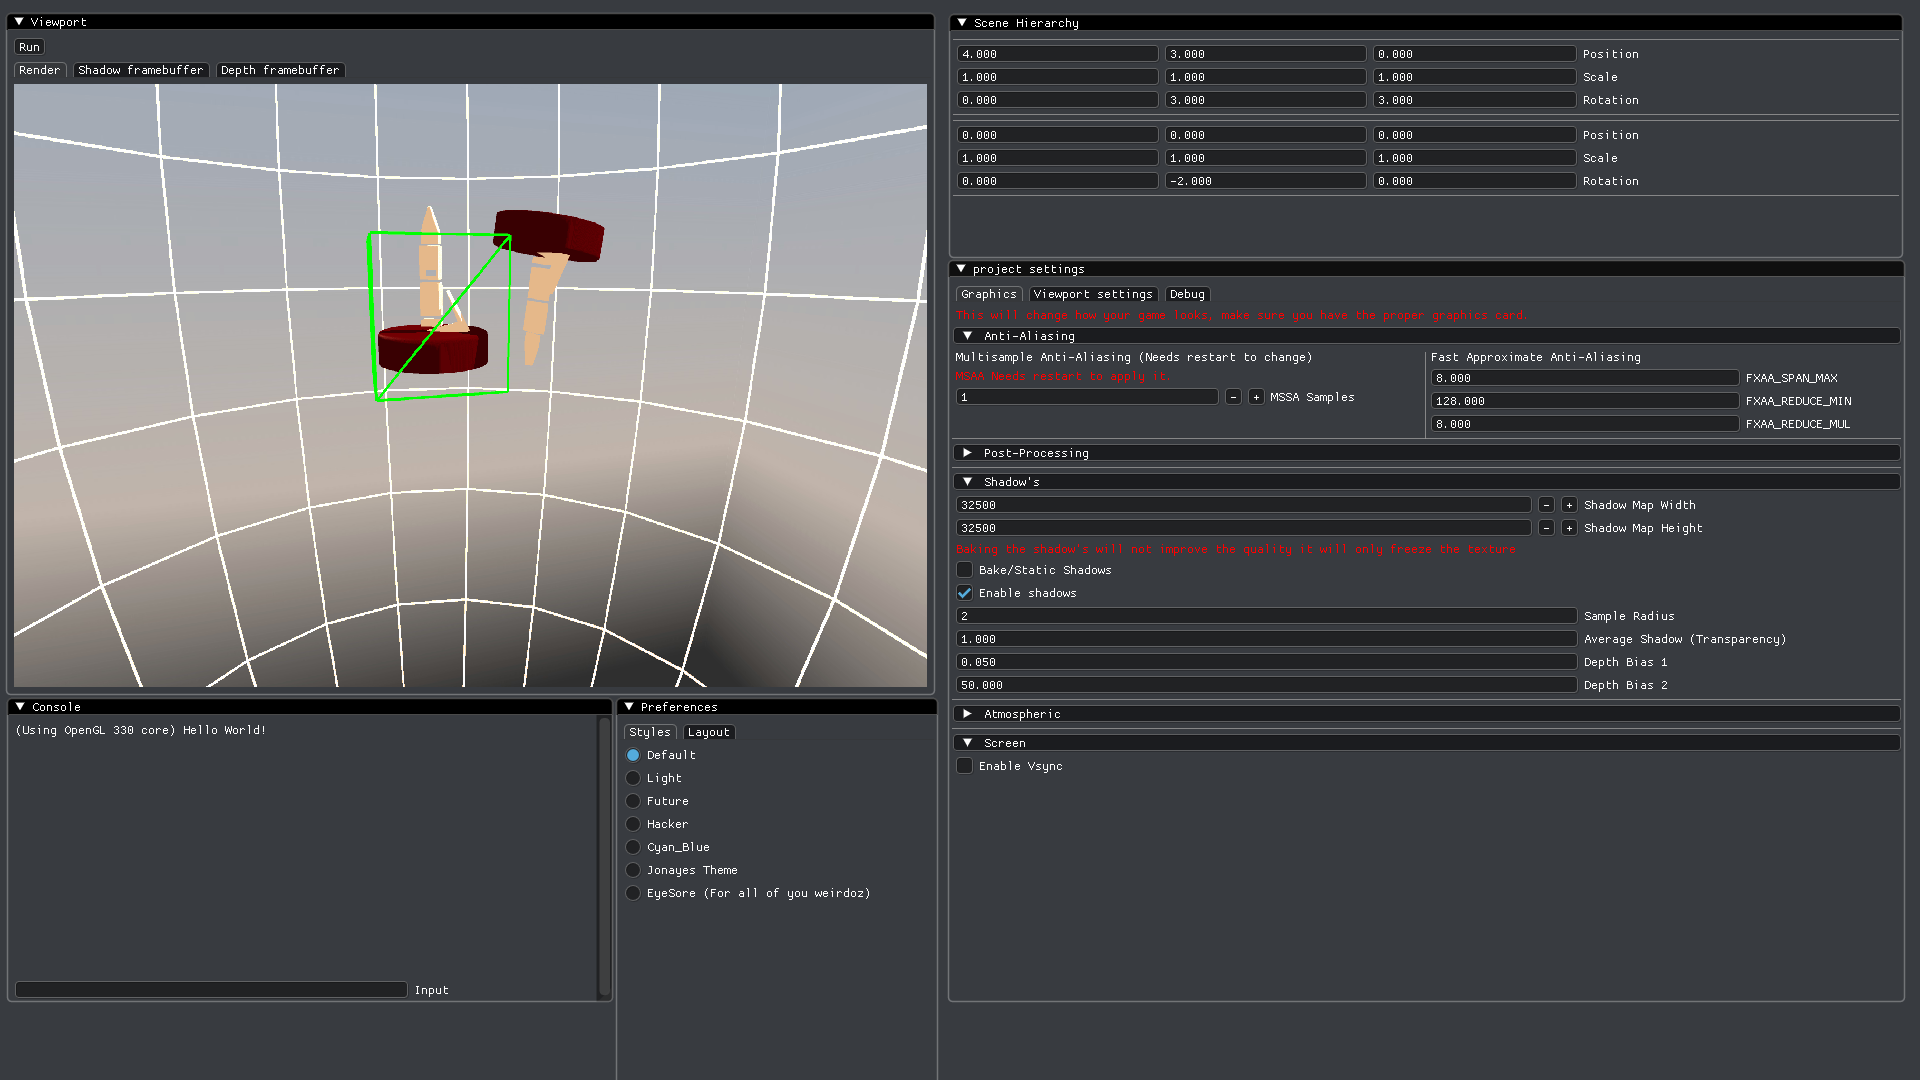 Viewport
Run
Render Shadow framebuffer Depth framebuffer
Scene Hierarchy
4.000 3.000 0.000 Position
1.000 1.000 1.000 Scale
0.000 3.000 3.000 Rotation
0.000 0.000 0.000 Position
1.000 1.000 1.000 Scale
0.000 -2.000 0.000 Rotation
project settings
Graphics Viewport settings Debug
This will change how your game looks, make sure you have the proper graphics card.
Anti-Aliasing
Multisample Anti-Aliasing (Needs restart to change)
MSAA Needs restart to apply it.
1 - + MSSA Samples
Fast Approximate Anti-Aliasing
8.000 FXAA_SPAN_MAX
128.000 FXAA_REDUCE_MIN
8.000 FXAA_REDUCE_MUL
Post-Processing
Shadow's
32500 - + Shadow Map Width
32500 - + Shadow Map Height
Baking the shadow's will not improve the quality it will only freeze the texture
Bake/Static Shadows
Enable shadows
2 Sample Radius
1.000 Average Shadow (Transparency)
0.050 Depth Bias 1
50.000 Depth Bias 2
Atmospheric
Screen
Enable Vsync
Console
(Using OpenGL 330 core) Hello World!
Input
Preferences
Styles Layout
Default
Light
Future
Hacker
Cyan_Blue
Jonayes Theme
EyeSore (For all of you weirdoz)